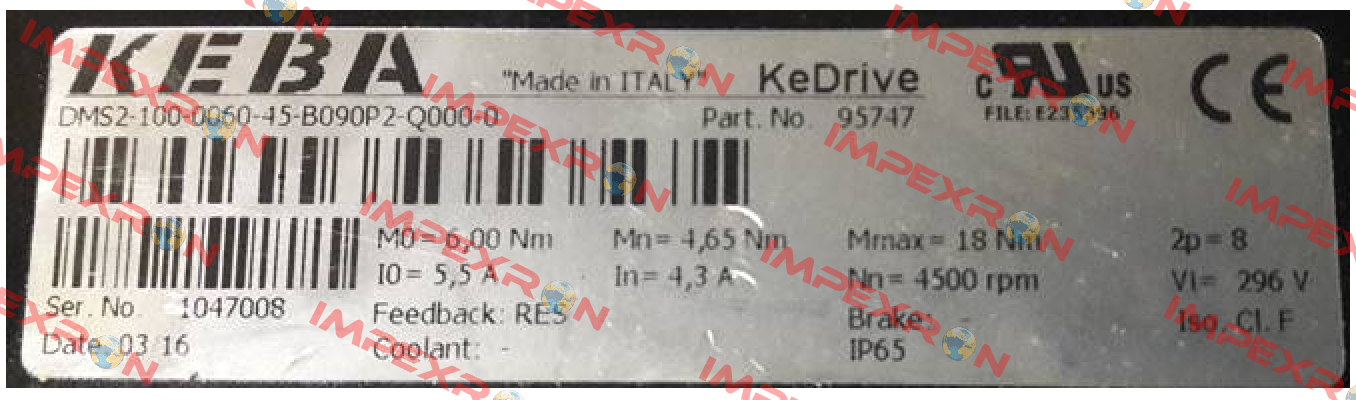 KEBA "Made in ITALY" KeDrive C US CE
DMS2-100-0060-45-B090P2-Q000-0 Part. No. 95747 FILE:
M0= 6,00 Nm Mn= 4,65 Nm Mmax= 18 Nm 2p= 8
I0= 5,5 A In= 4,3 A Nn= 4500 rpm Vi= 296 V
Ser. No. 1047008 Feedback: RES Brake: - Iso. Cl. F
Date 03 16 Coolant: - IP65
IMPEXRON